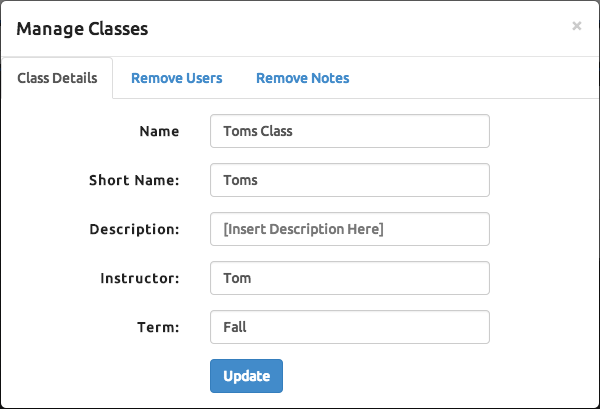 Manage Classes ×
Class Details Remove Users Remove Notes
Name Toms Class
Short Name: Toms
Description: [Insert Description Here]
Instructor: Tom
Term: Fall
Update